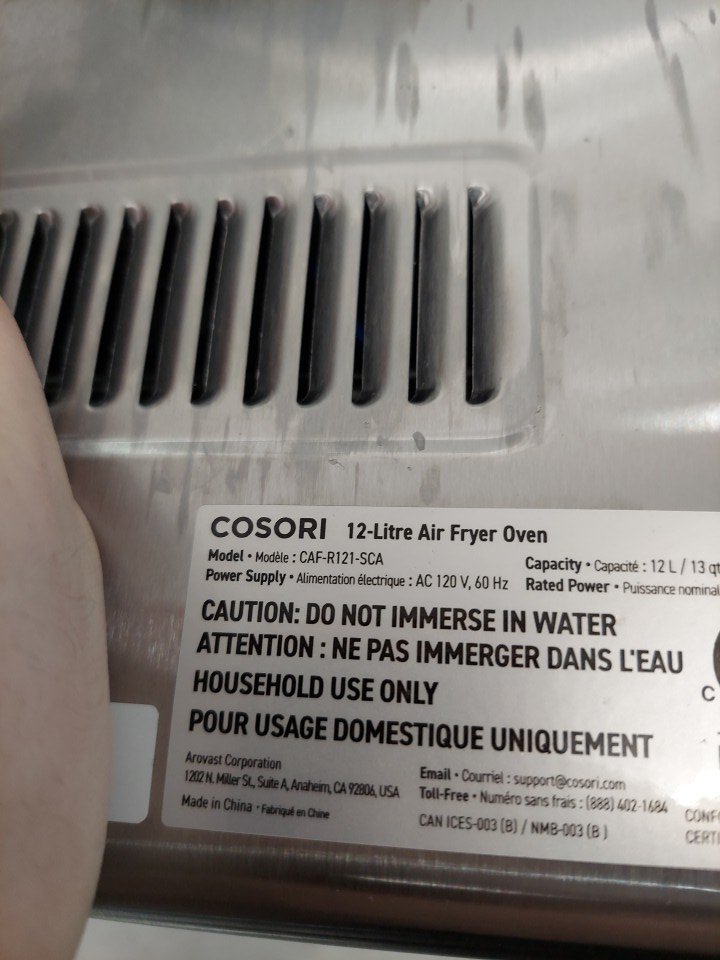 COSORI 12-Litre Air Fryer Oven
Model • Modèle : CAF-R121-SCA
Capacity • Capacité : 12 L / 13 qt
Power Supply • Alimentation électrique : AC 120 V, 60 Hz
Rated Power • Puissance nominal
CAUTION: DO NOT IMMERSE IN WATER
ATTENTION : NE PAS IMMERGER DANS L'EAU
HOUSEHOLD USE ONLY
POUR USAGE DOMESTIQUE UNIQUEMENT
C
Arovast Corporation
1202 N. Miller St., Suite A, Anaheim, CA 92806, USA
Made in China • Fabriqué en Chine
Email • Courriel : support@cosori.com
Toll-Free • Numéro sans frais : (888) 402-1684
CAN ICES-003 (B) / NMB-003 (B )
CONFO
CERTI